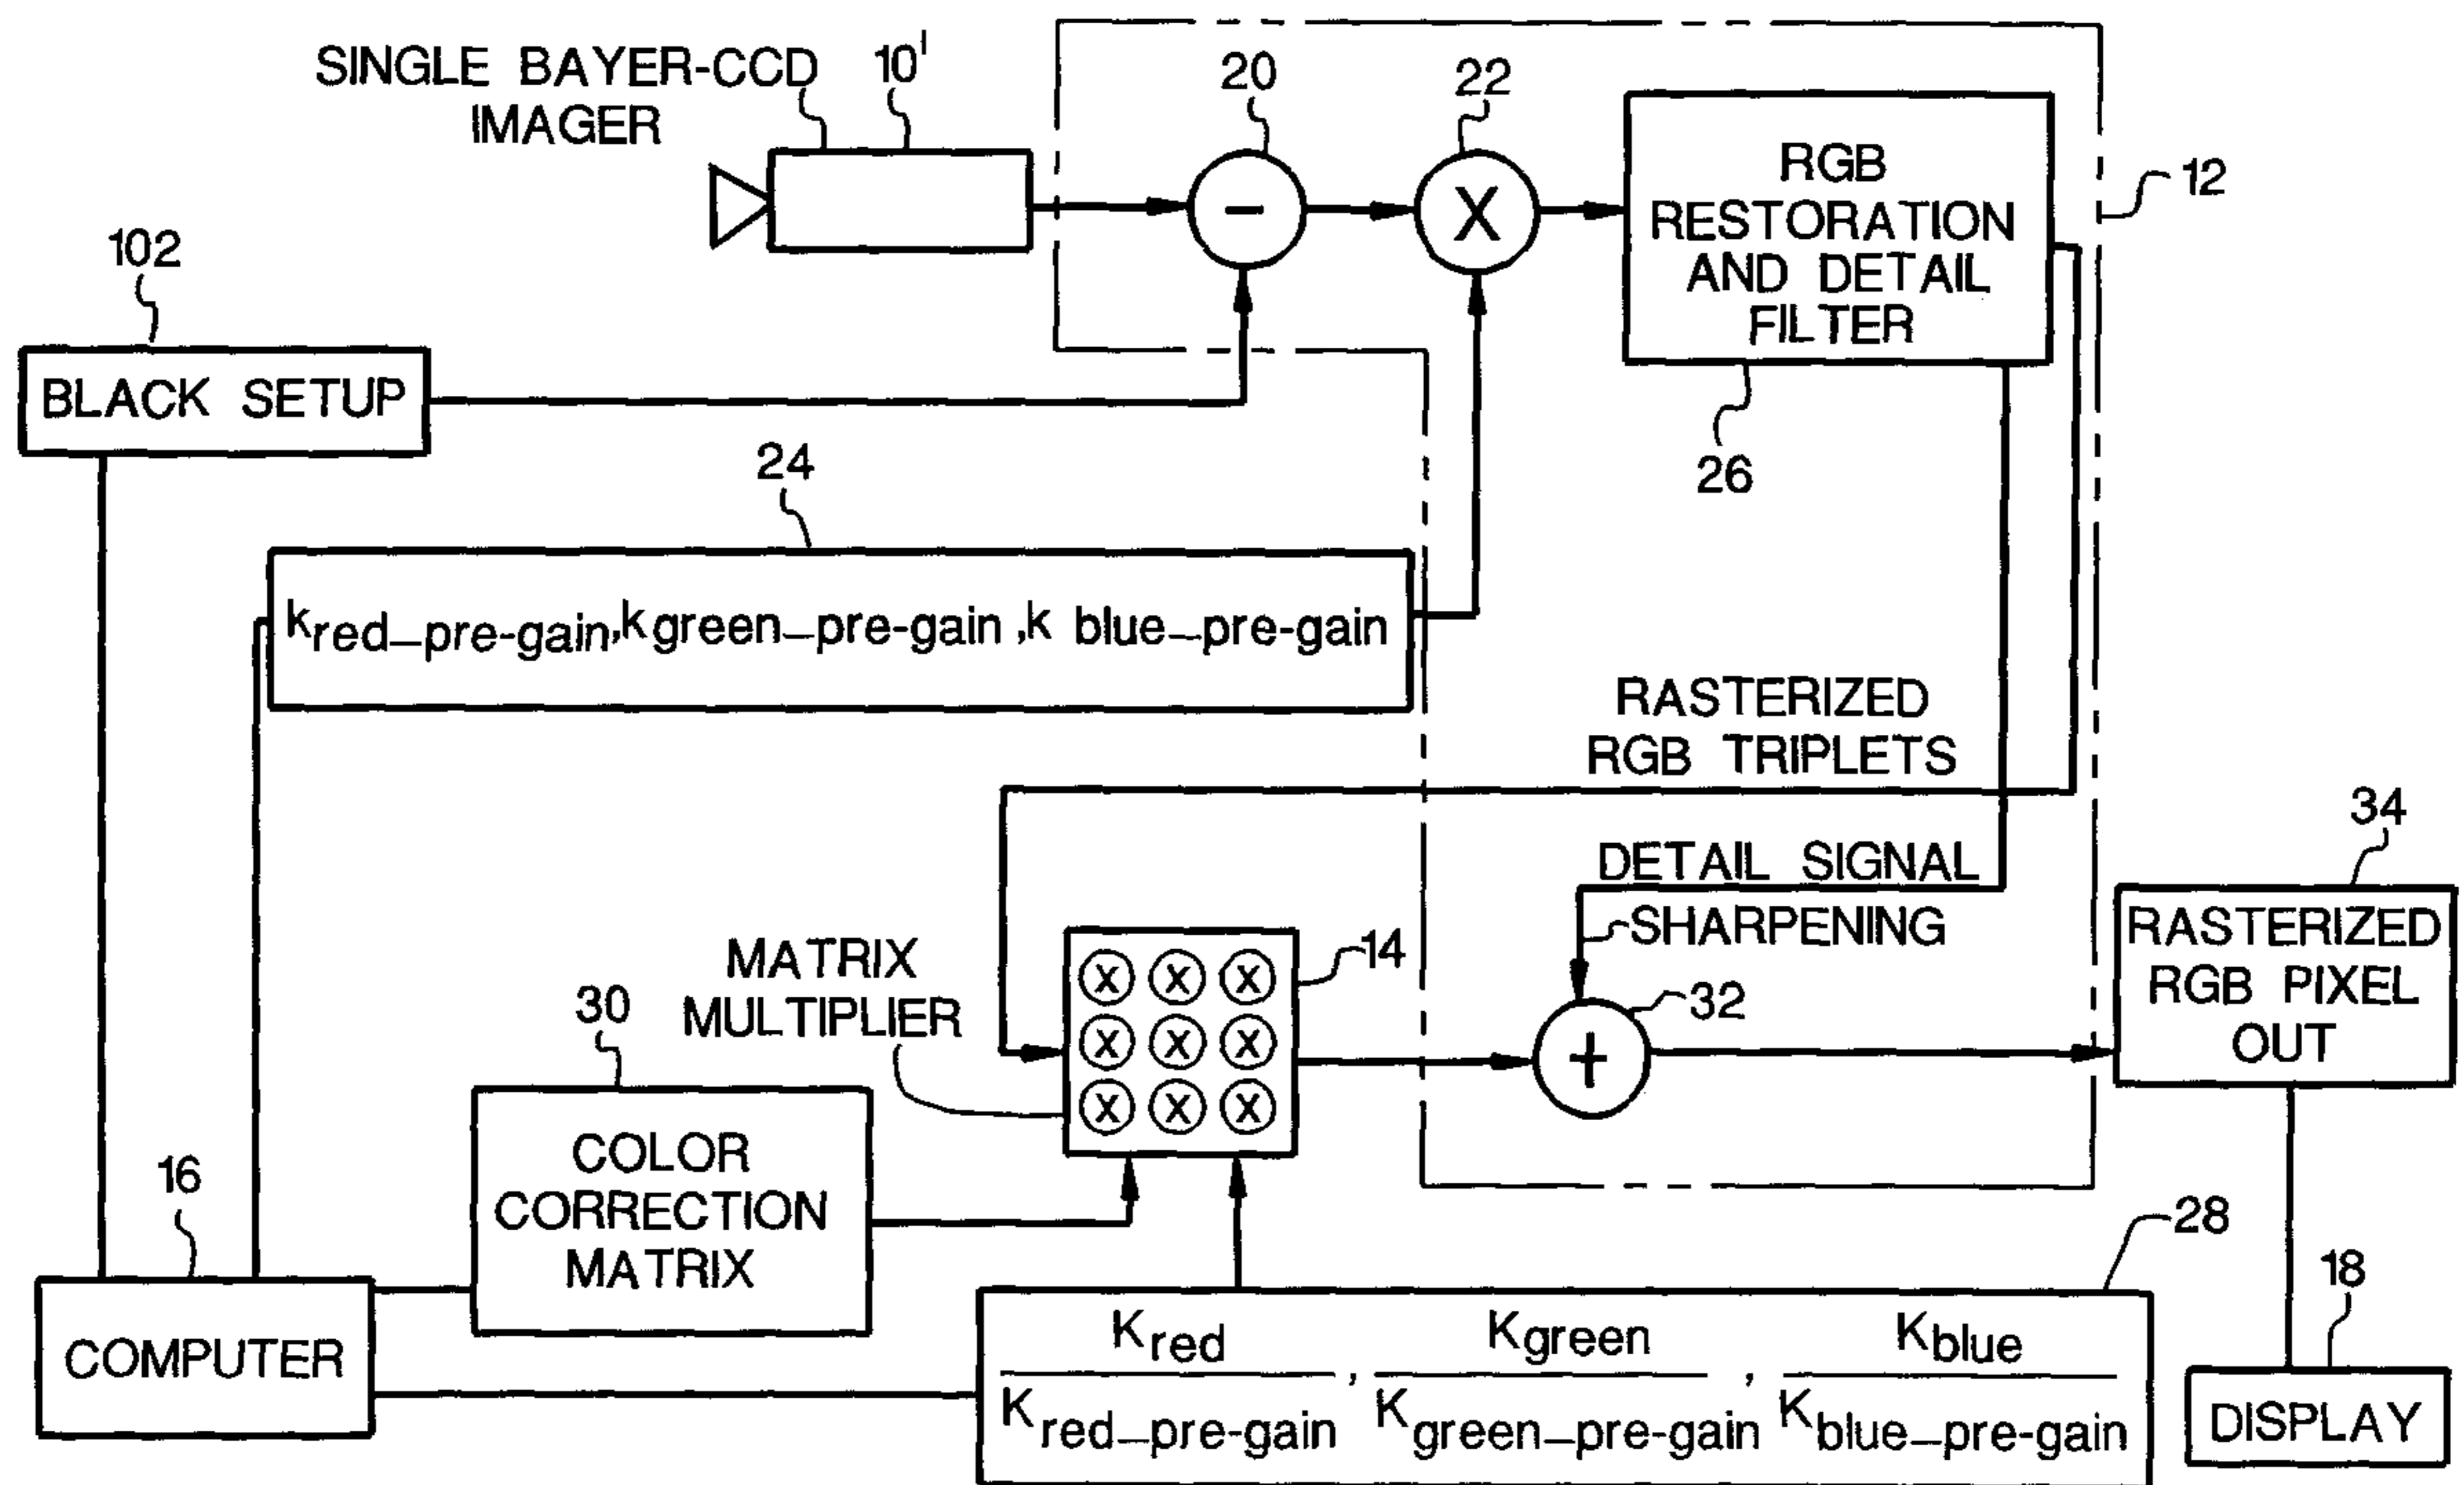 SINGLE BAYER-CCD
IMAGER
10'
20
22
RGB
RESTORATION
AND DETAIL
FILTER
12
102
BLACK SETUP
26
24
kred_pre-gain,kgreen_pre-gain,k blue_pre-gain
RASTERIZED
RGB TRIPLETS
34
DETAIL SIGNAL
SHARPENING
RASTERIZED
RGB PIXEL
OUT
MATRIX
MULTIPLIER
14
X X X
X X X
X X X
32
30
COLOR
CORRECTION
MATRIX
16
COMPUTER
28
Kred , Kgreen , Kblue
Kred_pre-gain Kgreen_pre-gain Kblue_pre-gain
18
DISPLAY